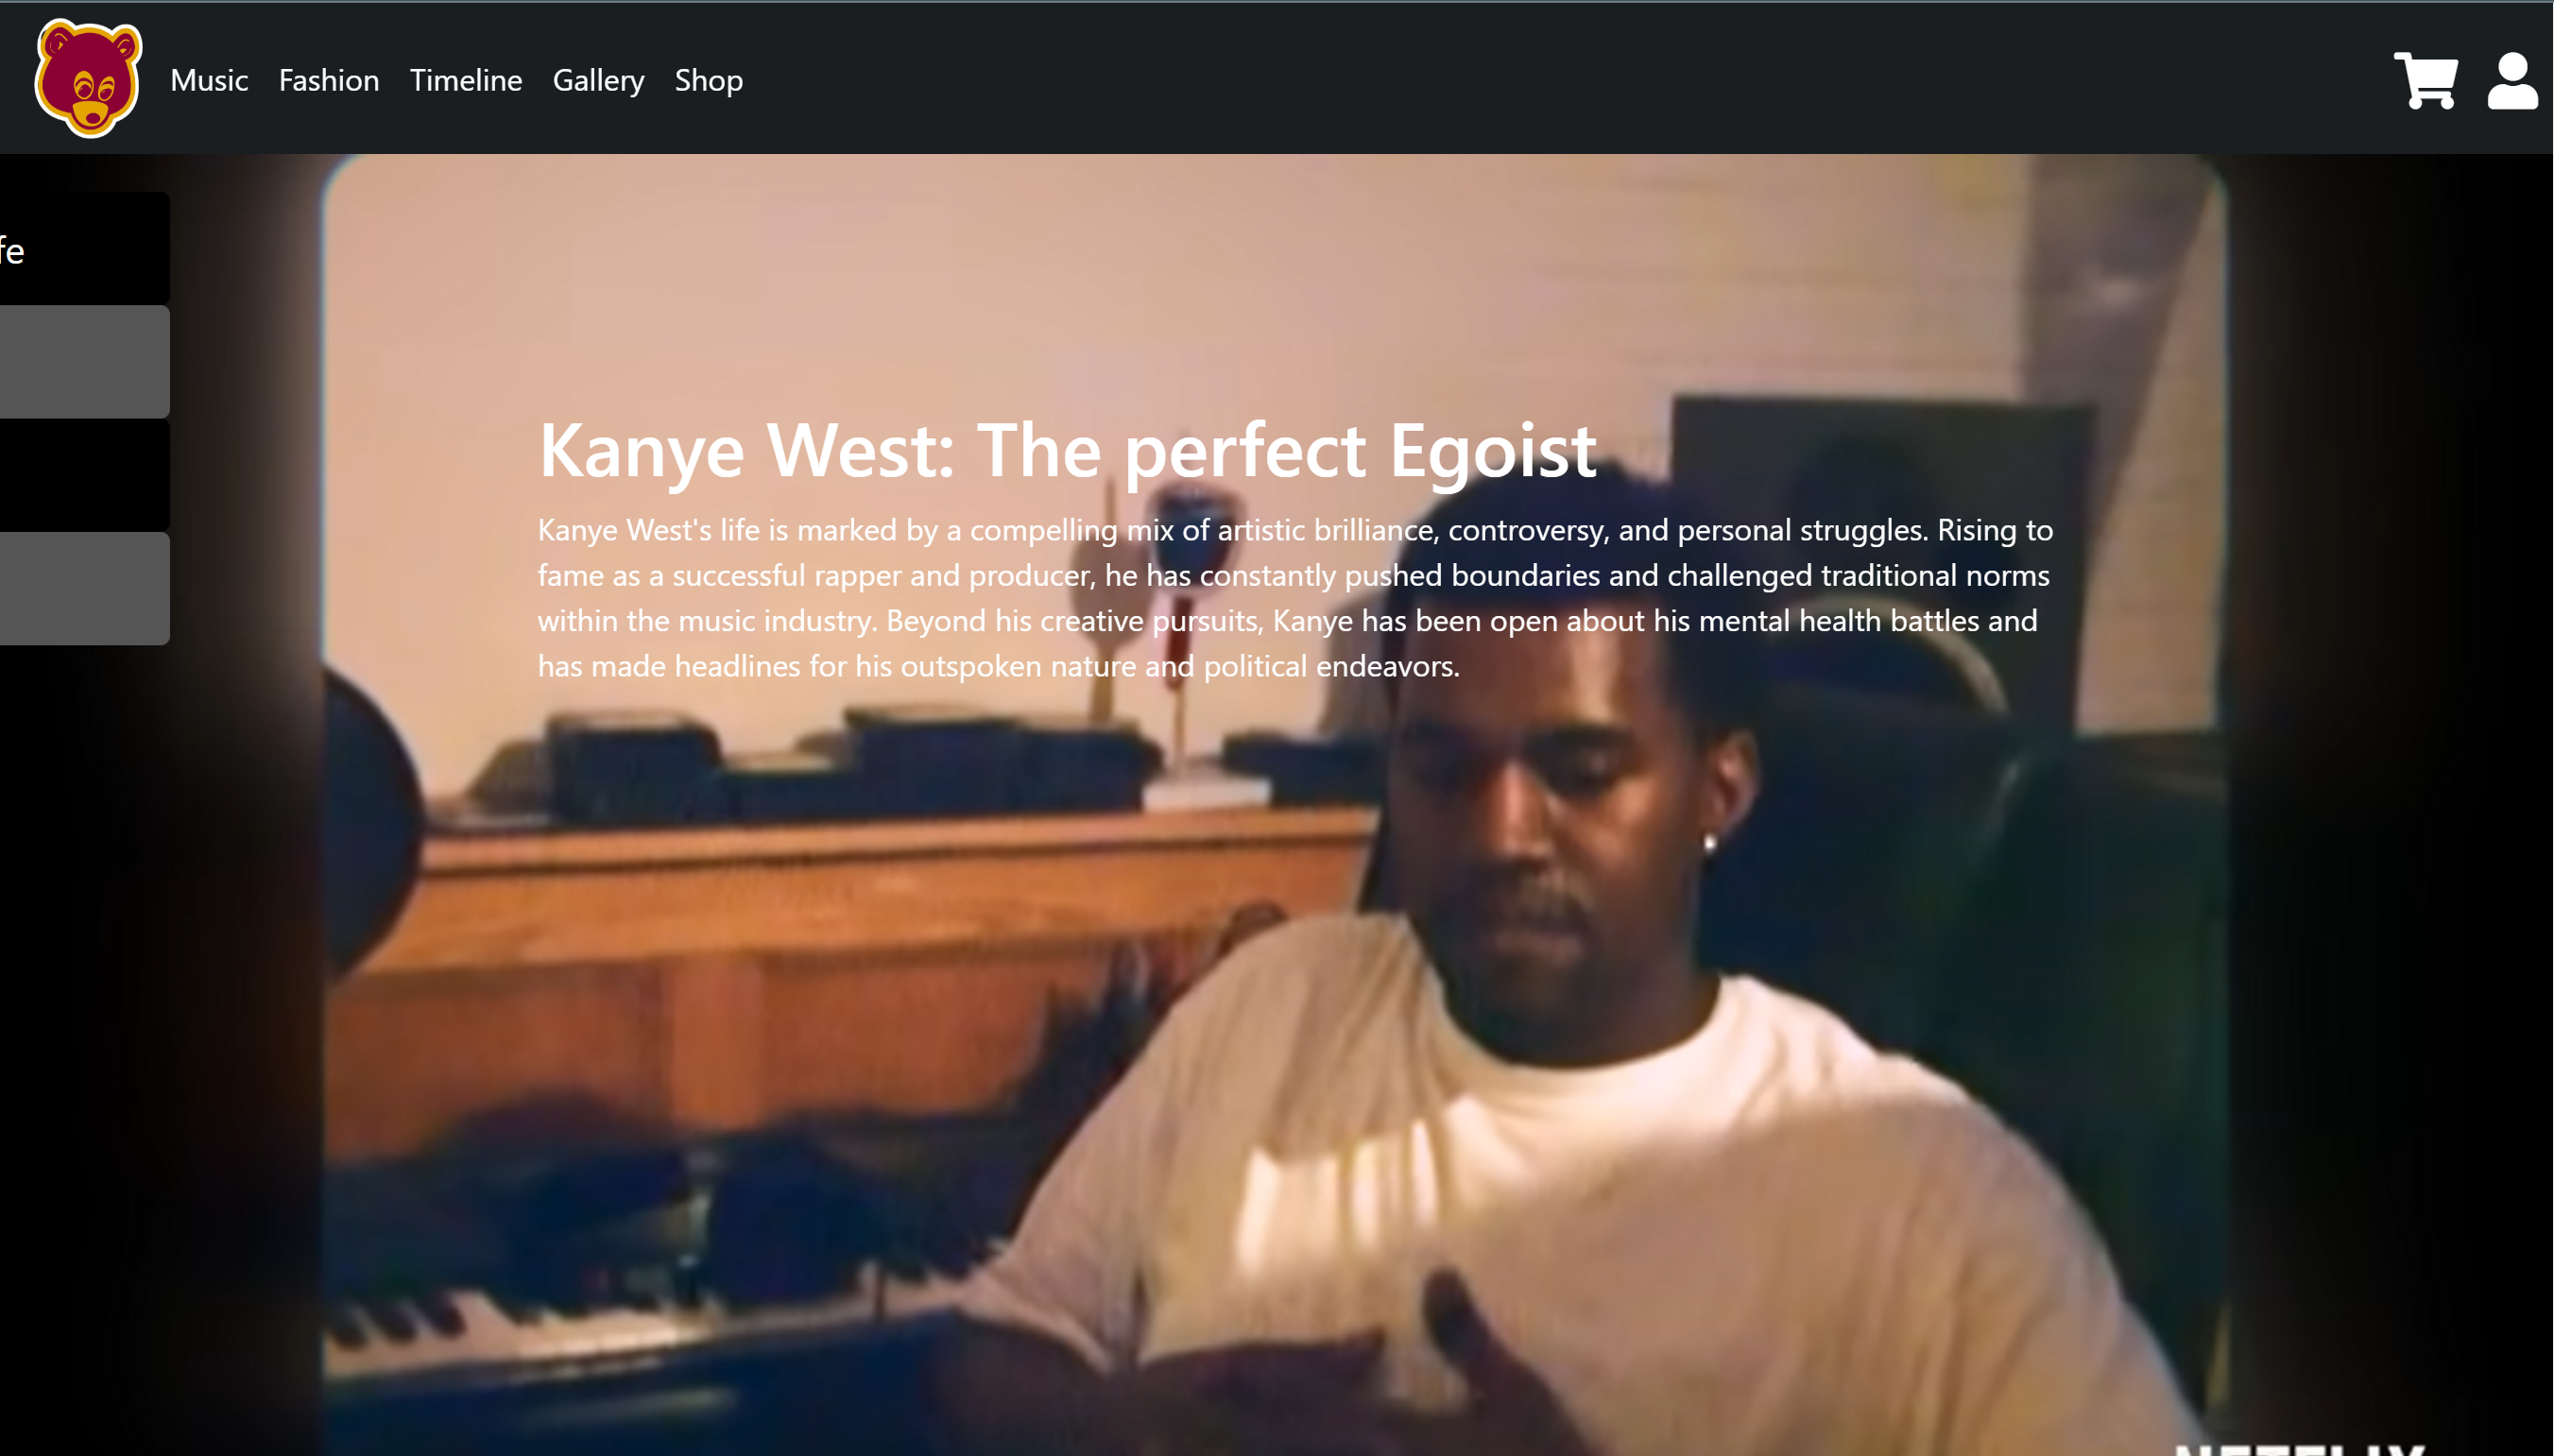 Music Fashion Timeline Gallery Shop
fe
Kanye West: The perfect Egoist
Kanye West's life is marked by a compelling mix of artistic brilliance, controversy, and personal struggles. Rising to
fame as a successful rapper and producer, he has constantly pushed boundaries and challenged traditional norms
within the music industry. Beyond his creative pursuits, Kanye has been open about his mental health battles and
has made headlines for his outspoken nature and political endeavors.
NETFLIX